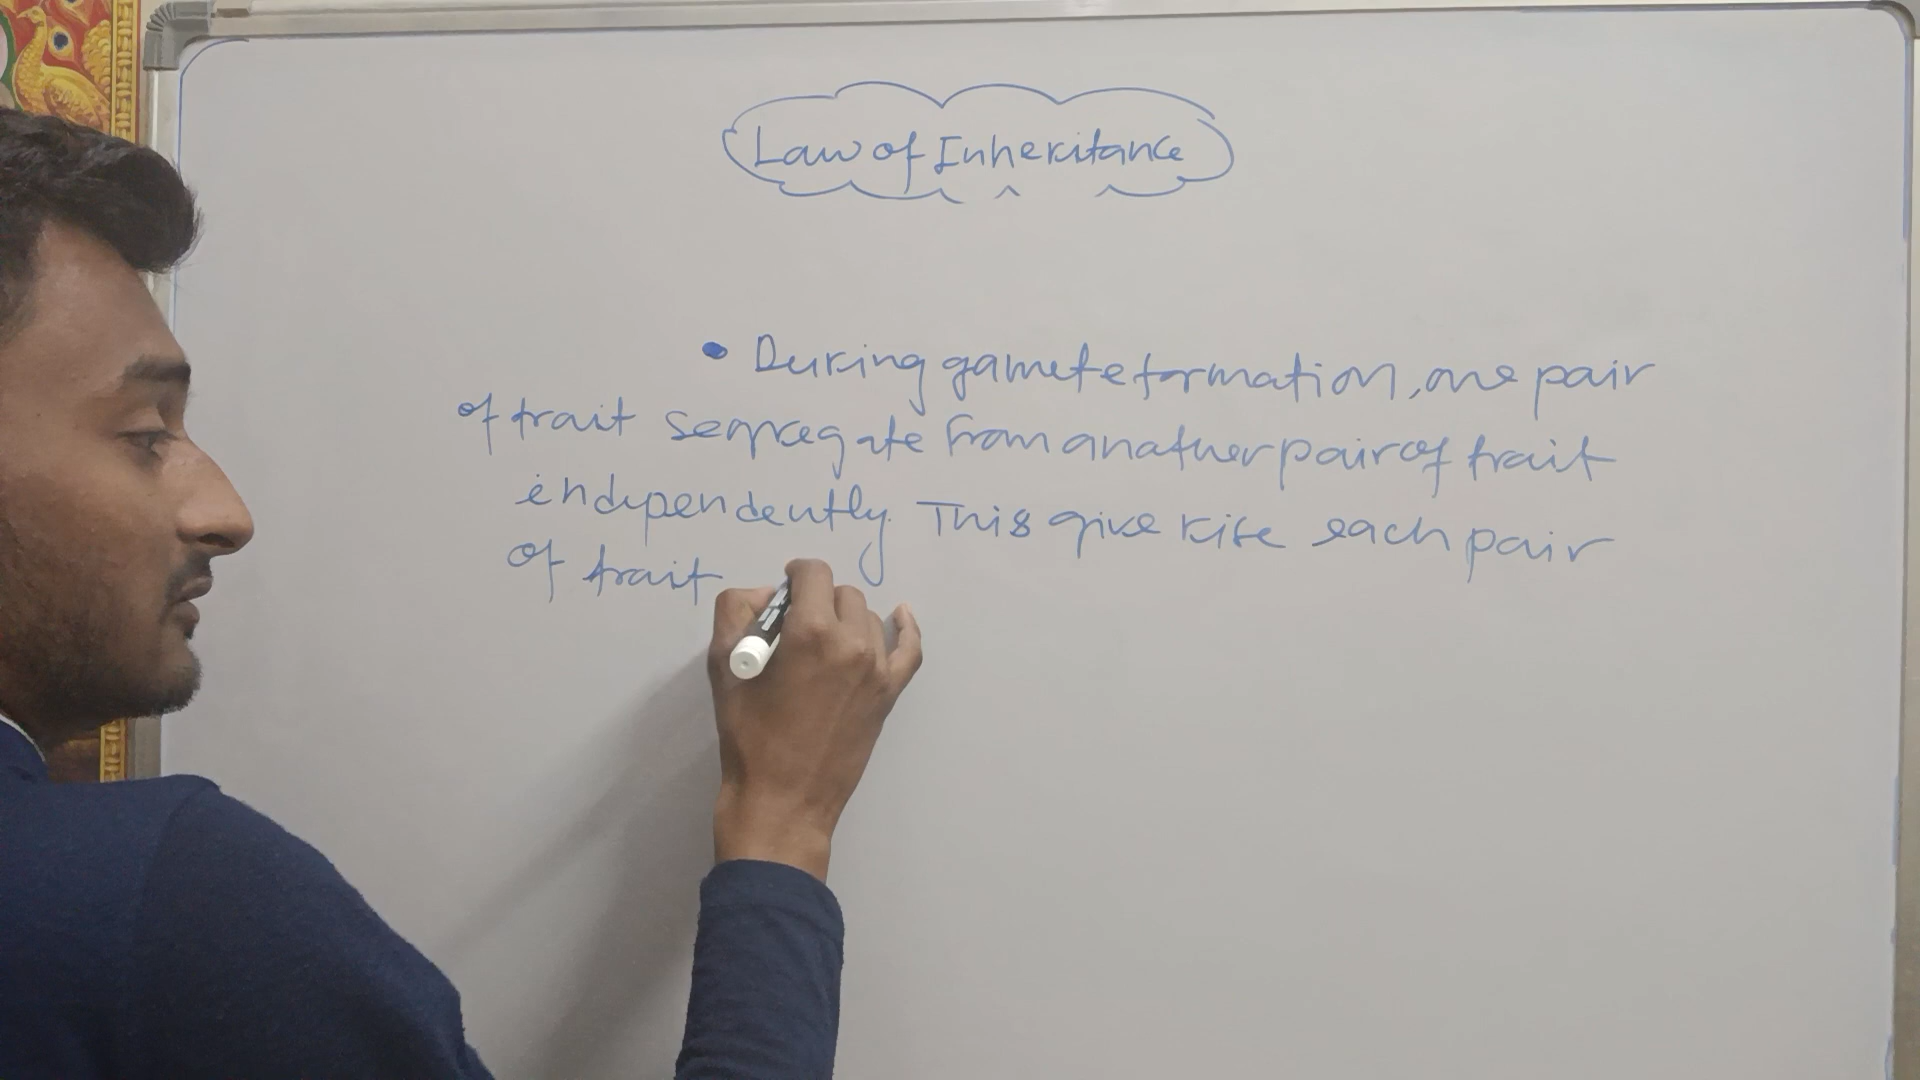 Law of Inheritance
• During gamete formation, one pair
of trait segregate from another pair of trait
independently. This give rise each pair
of trait